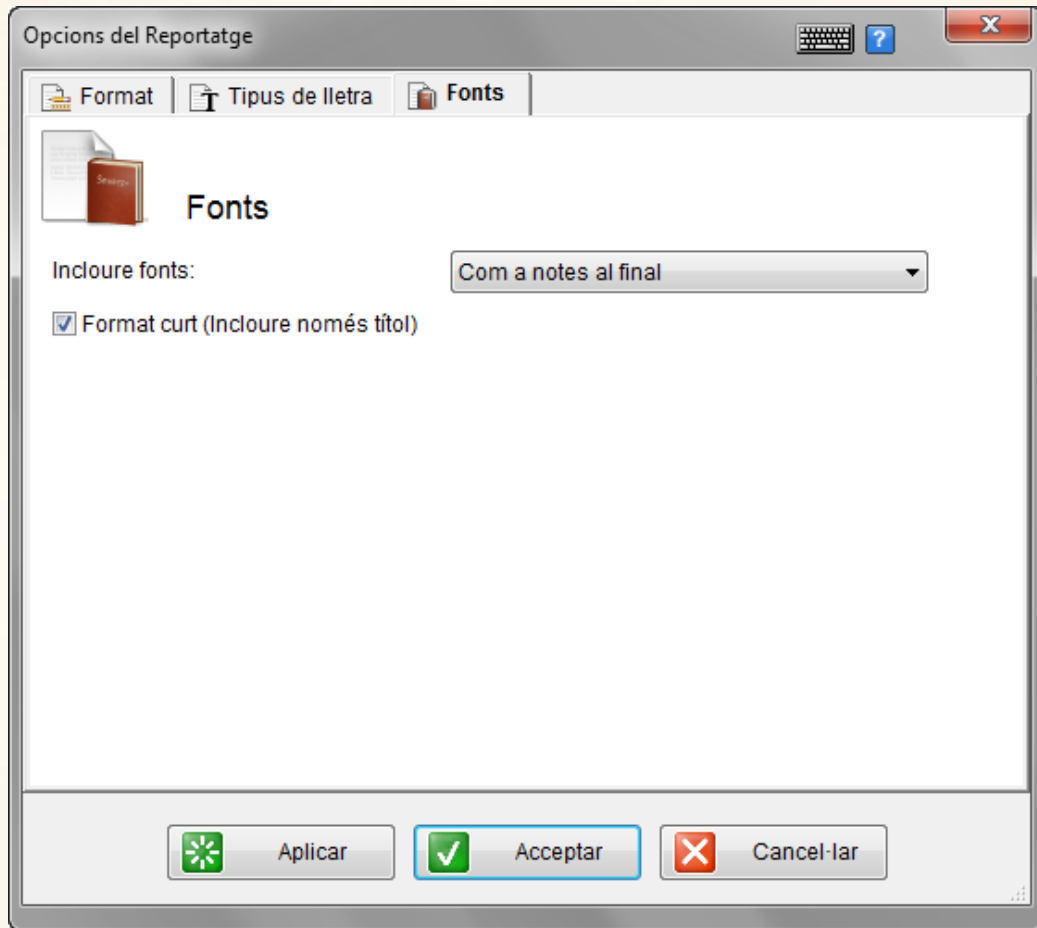 Opcions del Reportatge
?
X
Format
Tipus de lletra
Fonts
Fonts
Incloure fonts:
Com a notes al final
Format curt (Incloure només títol)
Aplicar
Acceptar
Cancel·lar